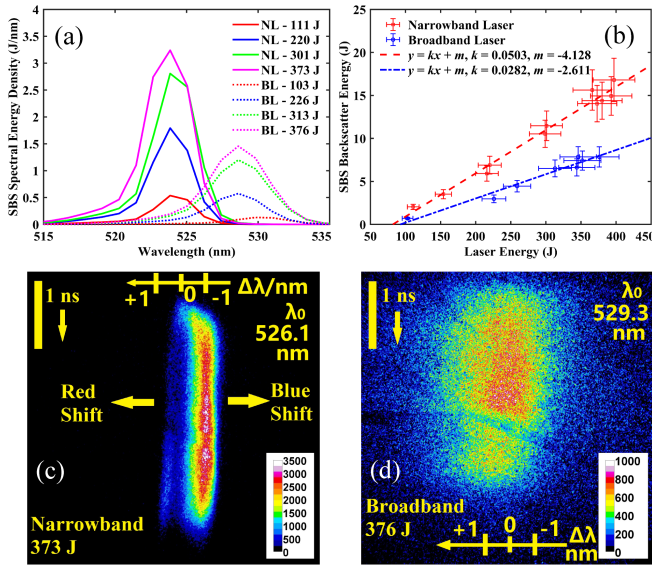 (a)
NL - 111 J
NL - 220 J
NL - 301 J
NL - 373 J
BL - 103 J
BL - 226 J
BL - 313 J
BL - 376 J
SBS Spectral Energy Density (J/nm)
4
3.5
3
2.5
2
1.5
1
0.5
0
515
520
525
530
535
Wavelength (nm)
(b)
Narrowband Laser
Broadband Laser
y = kx + m, k = 0.0503, m = -4.128
y = kx + m, k = 0.0282, m = -2.611
SBS Backscatter Energy (J)
25
20
15
10
5
0
50
100
150
200
250
300
350
400
450
Laser Energy (J)
1 ns
+1 0 -1
Δλ/nm
λ0
526.1
nm
Red
Shift
Blue
Shift
(c)
Narrowband
373 J
3500
3000
2500
2000
1500
1000
500
0
1 ns
λ0
529.3
nm
(d)
Broadband
376 J
+1 0 -1
Δλ
nm
1000
800
600
400
200
0